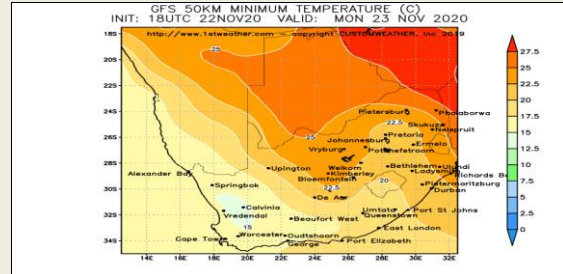 GFS 50KM MINIMUM TEMPERATURE (C)
INIT: 18UTC 22NOV20 VALID: MON 23 NOV 2020
http://www.1stweather.com — copyright CUSTOMWEATHER, Inc 2019
18S
20S
22S
24S
26S
28S
30S
32S
34S
25
25
22.5
22.5
20
15
Pietersburg
Phalaborwa
Skukuza
Nelspruit
Pretoria
Johannesburg
Ermelo
Vryburg
Potchefstroom
Welkom
Bethlehem
Ulundi
Upington
Kimberley
Ladysmith
Richards B
Alexander Bay
Bloemfontein
Pietermaritzburg
Durban
Springbok
De Aar
Calvinia
Umtata
Port St Johns
Vredendal
Beaufort West
Queenstown
East London
Worcester
Oudtshoorn
Cape Town
George
Port Elizabeth
14E 16E 18E 20E 22E 24E 26E 28E 30E 32E
27.5
25
22.5
20
17.5
15
12.5
10
7.5
5
2.5
0